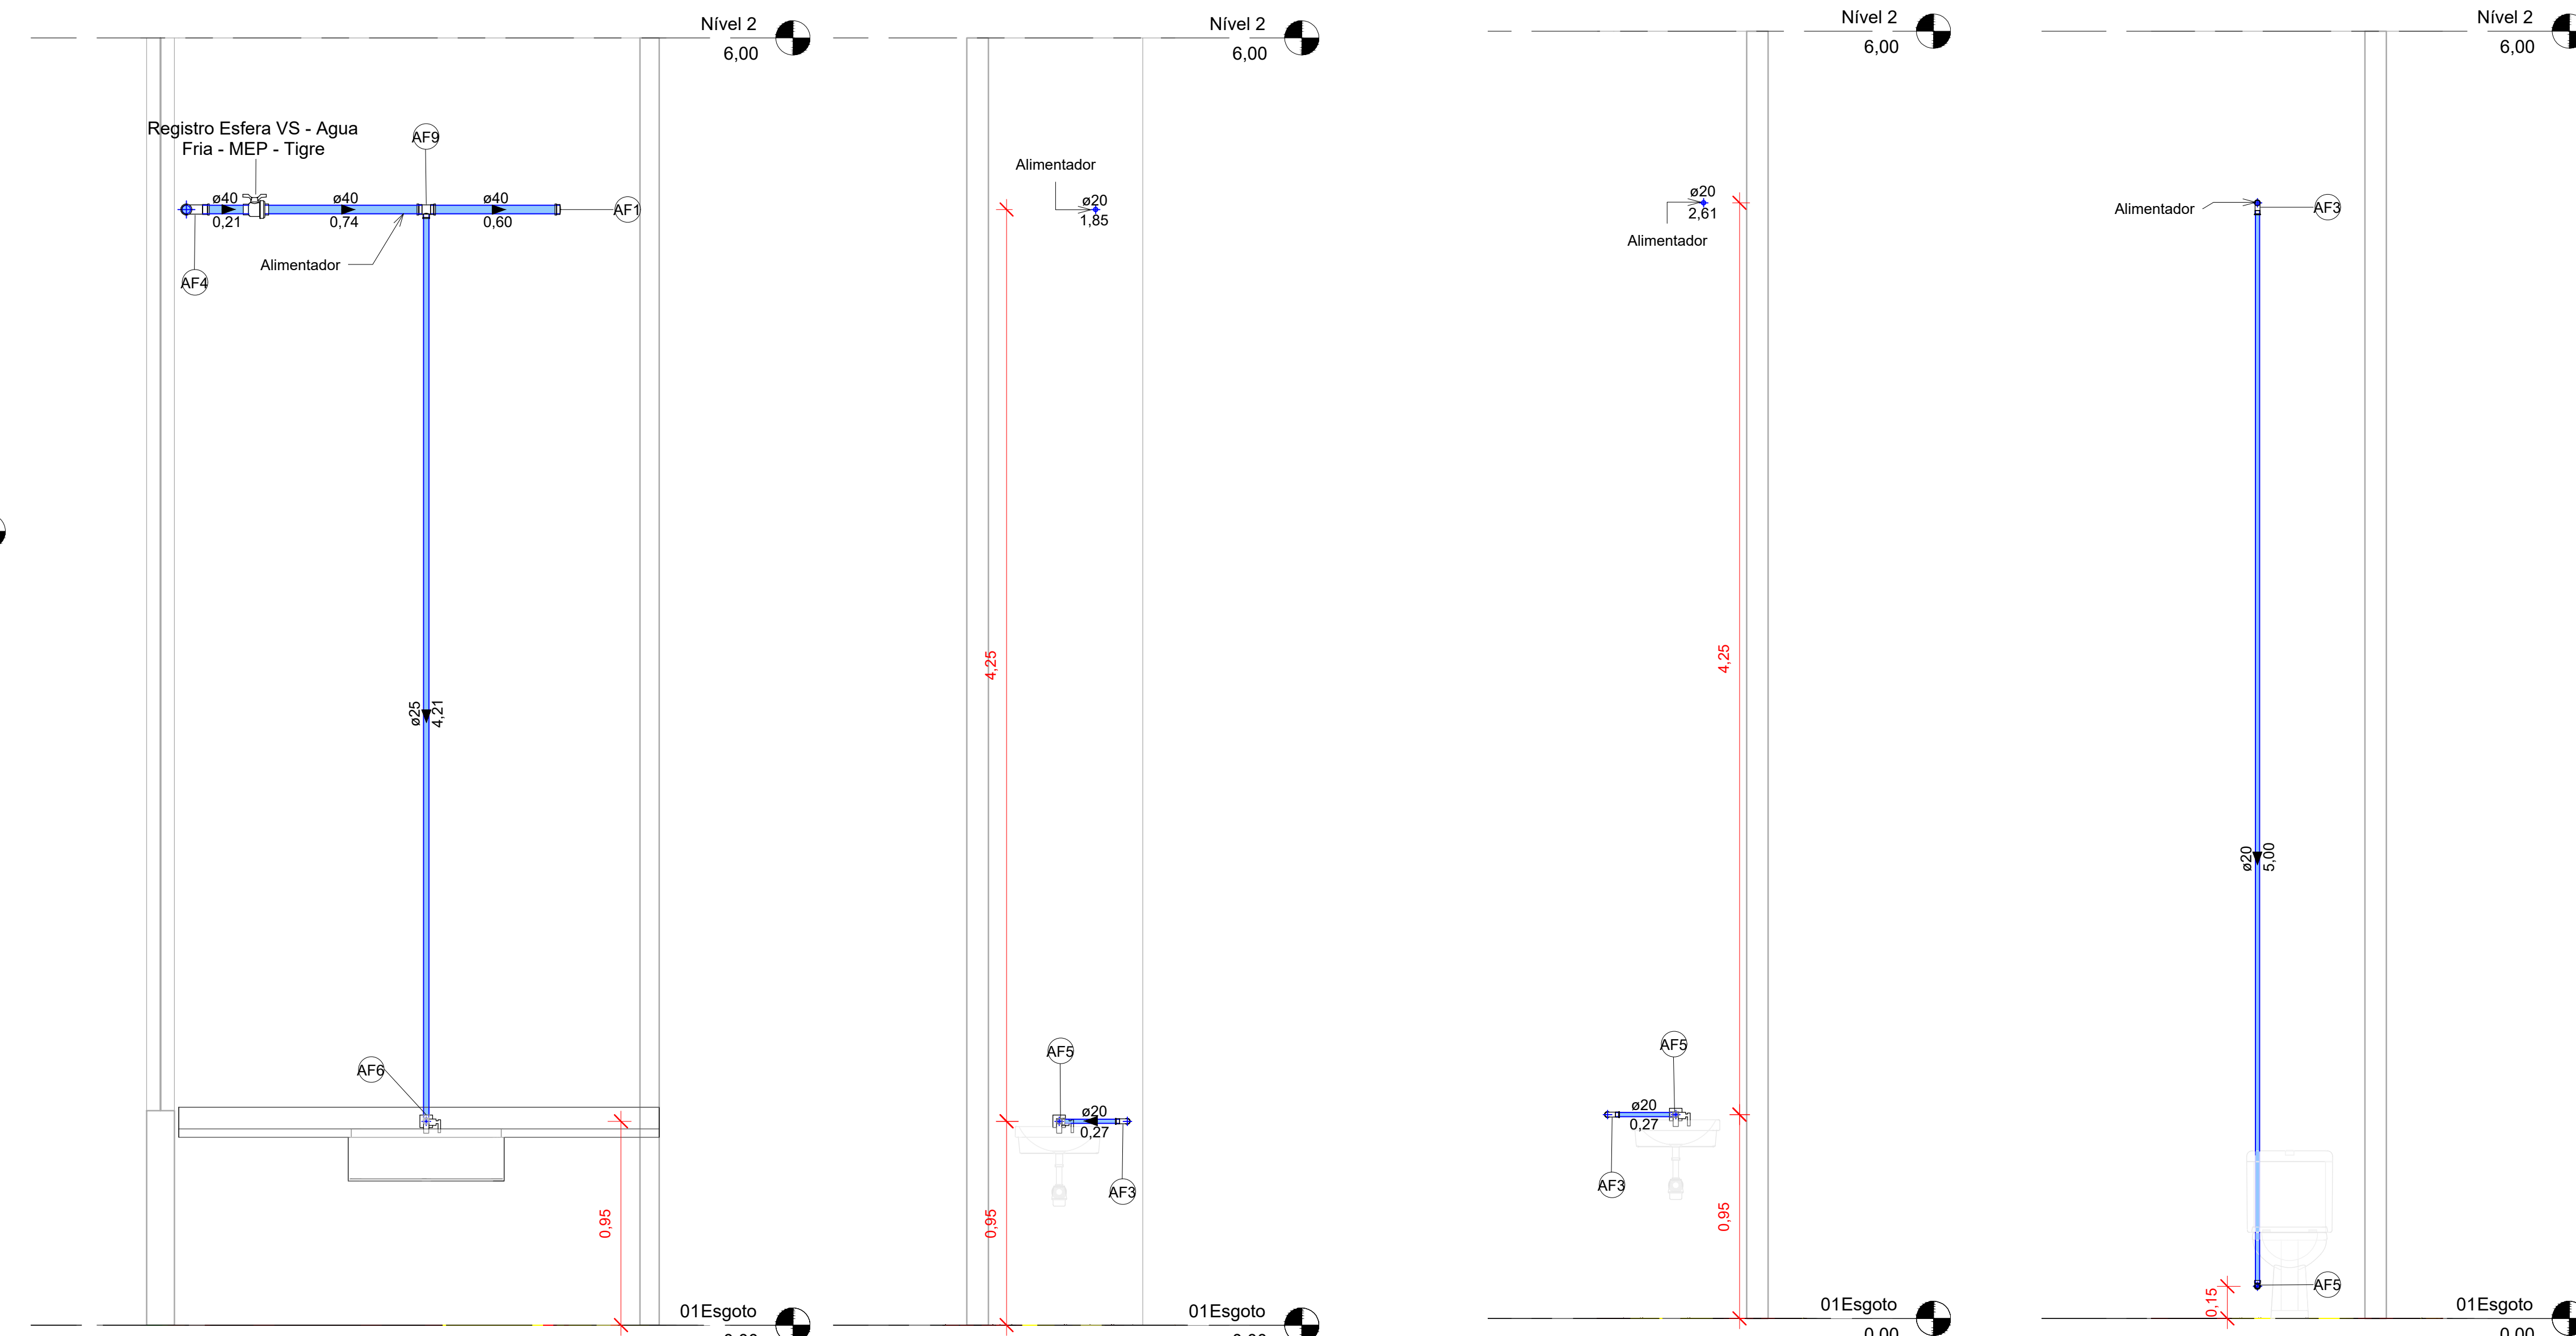 Nível 2
6,00
Registro Esfera VS - Agua
Fria - MEP - Tigre
AF9
ø40
0,21
ø40
0,74
ø40
0,60
AF1
AF4
Alimentador
ø25
4,21
AF6
0,95
01Esgoto
0,00
Nível 2
6,00
Alimentador
ø20
1,85
4,25
AF5
ø20
0,27
AF3
0,95
01Esgoto
0,00
Nível 2
6,00
ø20
2,61
Alimentador
4,25
AF5
ø20
0,27
AF3
0,95
01Esgoto
0,00
Nível 2
6,00
Alimentador
AF3
ø20
5,00
AF5
0,15
01Esgoto
0,00